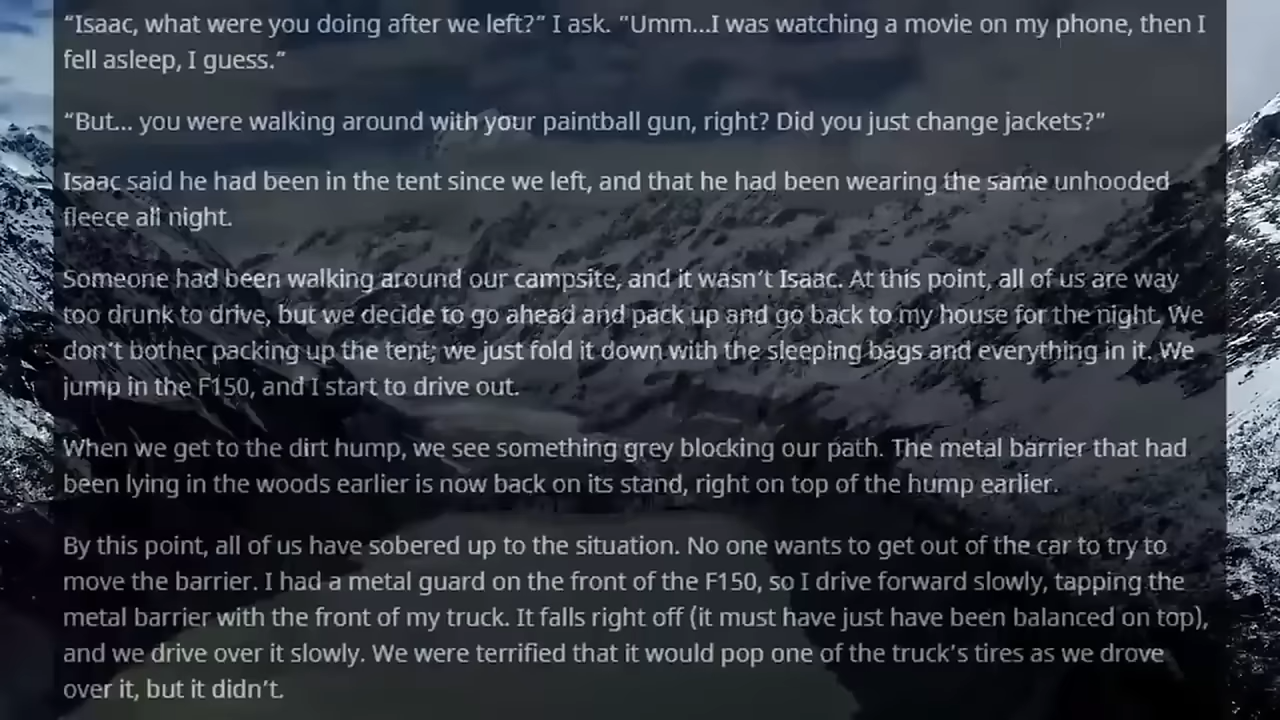 “Isaac, what were you doing after we left?” I ask. “Umm...I was watching a movie on my phone, then I
fell asleep, I guess.”
“But... you were walking around with your paintball gun, right? Did you just change jackets?”
Isaac said he had been in the tent since we left, and that he had been wearing the same unhooded
fleece all night.
Someone had been walking around our campsite, and it wasn’t Isaac. At this point, all of us are way
too drunk to drive, but we decide to go ahead and pack up and go back to my house for the night. We
don’t bother packing up the tent; we just fold it down with the sleeping bags and everything in it. We
jump in the F150, and I start to drive out.
When we get to the dirt hump, we see something grey blocking our path. The metal barrier that had
been lying in the woods earlier is now back on its stand, right on top of the hump earlier.
By this point, all of us have sobered up to the situation. No one wants to get out of the car to try to
move the barrier. I had a metal guard on the front of the F150, so I drive forward slowly, tapping the
metal barrier with the front of my truck. It falls right off (it must have just have been balanced on top),
and we drive over it slowly. We were terrified that it would pop one of the truck’s tires as we drove
over it, but it didn’t.